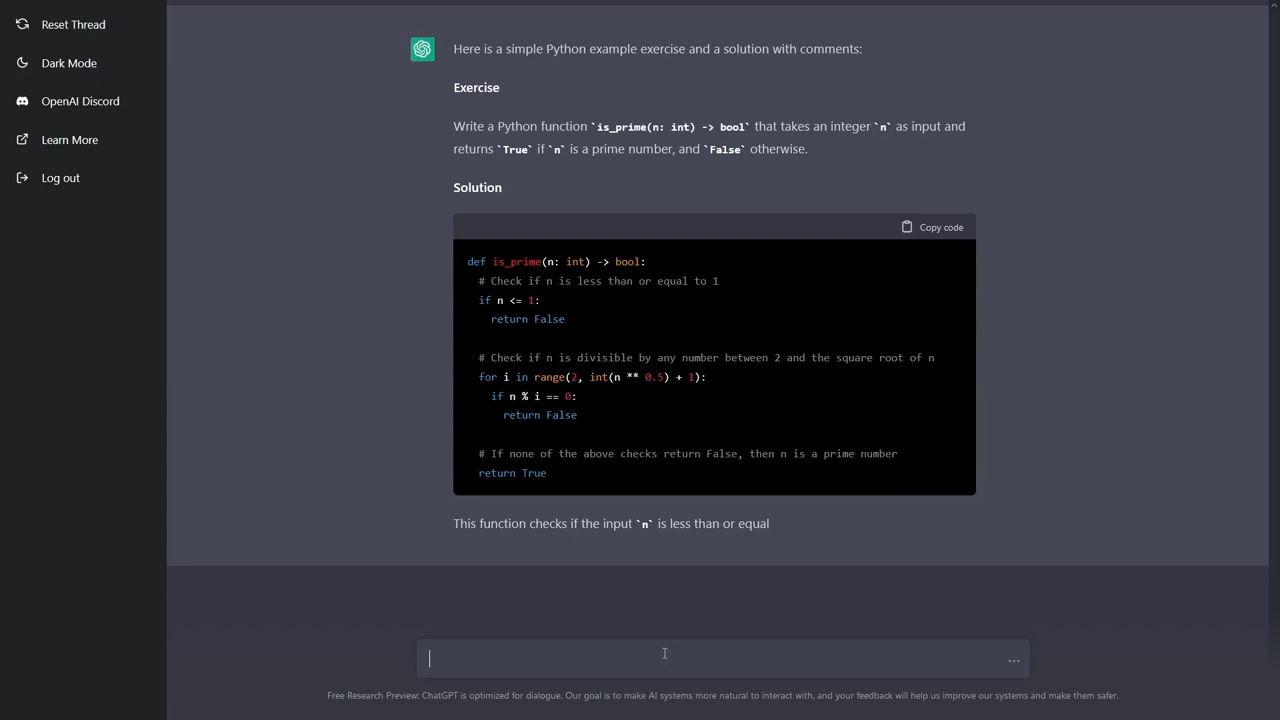 Reset Thread
Dark Mode
OpenAI Discord
Learn More
Log out
Here is a simple Python example exercise and a solution with comments:
Exercise
Write a Python function `is_prime(n: int) -> bool` that takes an integer `n` as input and
returns `True` if `n` is a prime number, and `False` otherwise.
Solution
Copy code
def is_prime(n: int) -> bool:
  # Check if n is less than or equal to 1
  if n <= 1:
    return False

  # Check if n is divisible by any number between 2 and the square root of n
  for i in range(2, int(n ** 0.5) + 1):
    if n % i == 0:
      return False

  # If none of the above checks return False, then n is a prime number
  return True
This function checks if the input `n` is less than or equal
...
Free Research Preview: ChatGPT is optimized for dialogue. Our goal is to make AI systems more natural to interact with, and your feedback will help us improve our systems and make them safer.